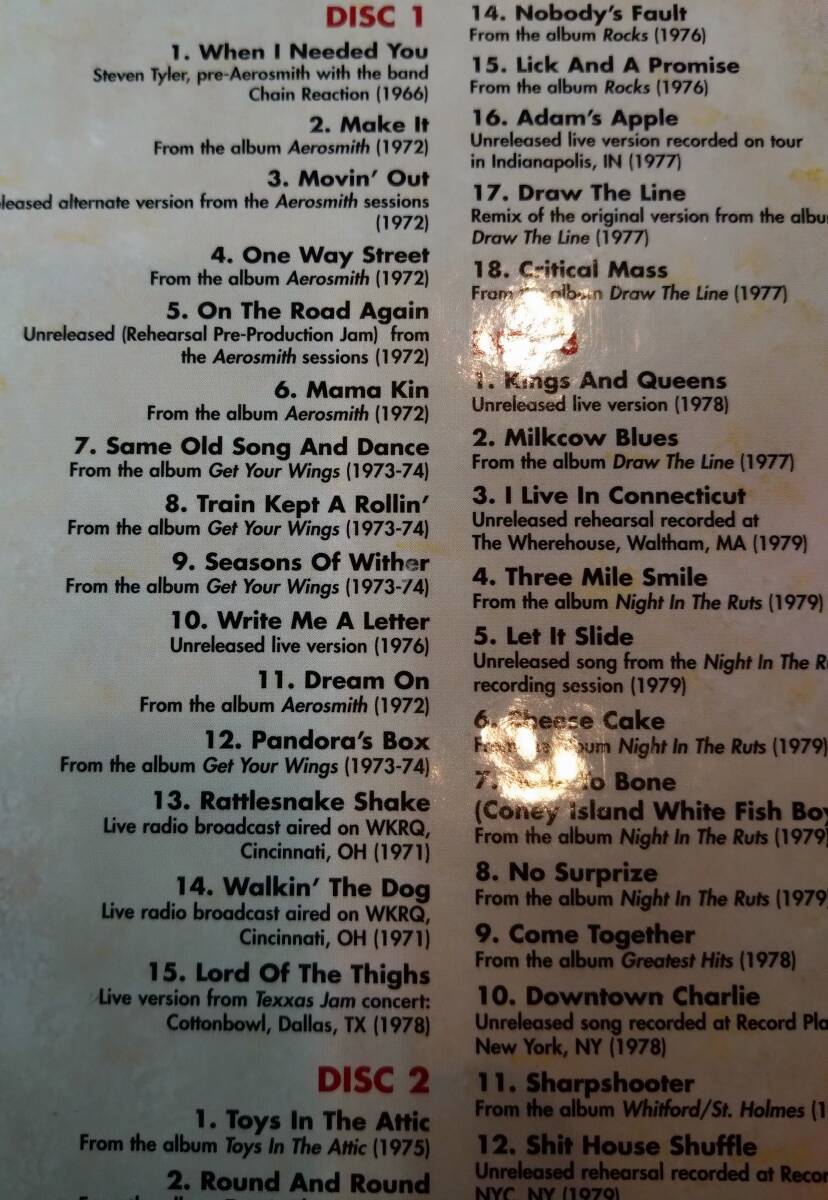 DISC 1
1. When I Needed You
Steven Tyler, pre-Aerosmith with the band
Chain Reaction (1966)
2. Make It
From the album Aerosmith (1972)
3. Movin' Out
leased alternate version from the Aerosmith sessions
(1972)
4. One Way Street
From the album Aerosmith (1972)
5. On The Road Again
Unreleased (Rehearsal Pre-Production Jam) from
the Aerosmith sessions (1972)
6. Mama Kin
From the album Aerosmith (1972)
7. Same Old Song And Dance
From the album Get Your Wings (1973-74)
8. Train Kept A Rollin'
From the album Get Your Wings (1973-74)
9. Seasons Of Wither
From the album Get Your Wings (1973-74)
10. Write Me A Letter
Unreleased live version (1976)
11. Dream On
From the album Aerosmith (1972)
12. Pandora's Box
From the album Get Your Wings (1973-74)
13. Rattlesnake Shake
Live radio broadcast aired on WKRQ,
Cincinnati, OH (1971)
14. Walkin' The Dog
Live radio broadcast aired on WKRQ,
Cincinnati, OH (1971)
15. Lord Of The Thighs
Live version from Texxas Jam concert:
Cottonbowl, Dallas, TX (1978)
DISC 2
1. Toys In The Attic
From the album Toys In The Attic (1975)
2. Round And Round
14. Nobody's Fault
From the album Rocks (1976)
15. Lick And A Promise
From the album Rocks (1976)
16. Adam's Apple
Unreleased live version recorded on tour
in Indianapolis, IN (1977)
17. Draw The Line
Remix of the original version from the albu
Draw The Line (1977)
18. Critical Mass
From album Draw The Line (1977)
1. Kings And Queens
Unreleased live version (1978)
2. Milkcow Blues
From the album Draw The Line (1977)
3. I Live In Connecticut
Unreleased rehearsal recorded at
The Wherehouse, Waltham, MA (1979)
4. Three Mile Smile
From the album Night In The Ruts (1979)
5. Let It Slide
Unreleased song from the Night In The R
recording session (1979)
6. Cheese Cake
From album Night In The Ruts (1979)
7. To Bone
(Coney Island White Fish Boy
From the album Night In The Ruts (1979)
8. No Surprize
From the album Night In The Ruts (1979
9. Come Together
From the album Greatest Hits (1978)
10. Downtown Charlie
Unreleased song recorded at Record Pla
New York, NY (1978)
11. Sharpshooter
From the album Whitford/St. Holmes (1
12. Shit House Shuffle
Unreleased rehearsal recorded at Recor
NYC, NY (1979)